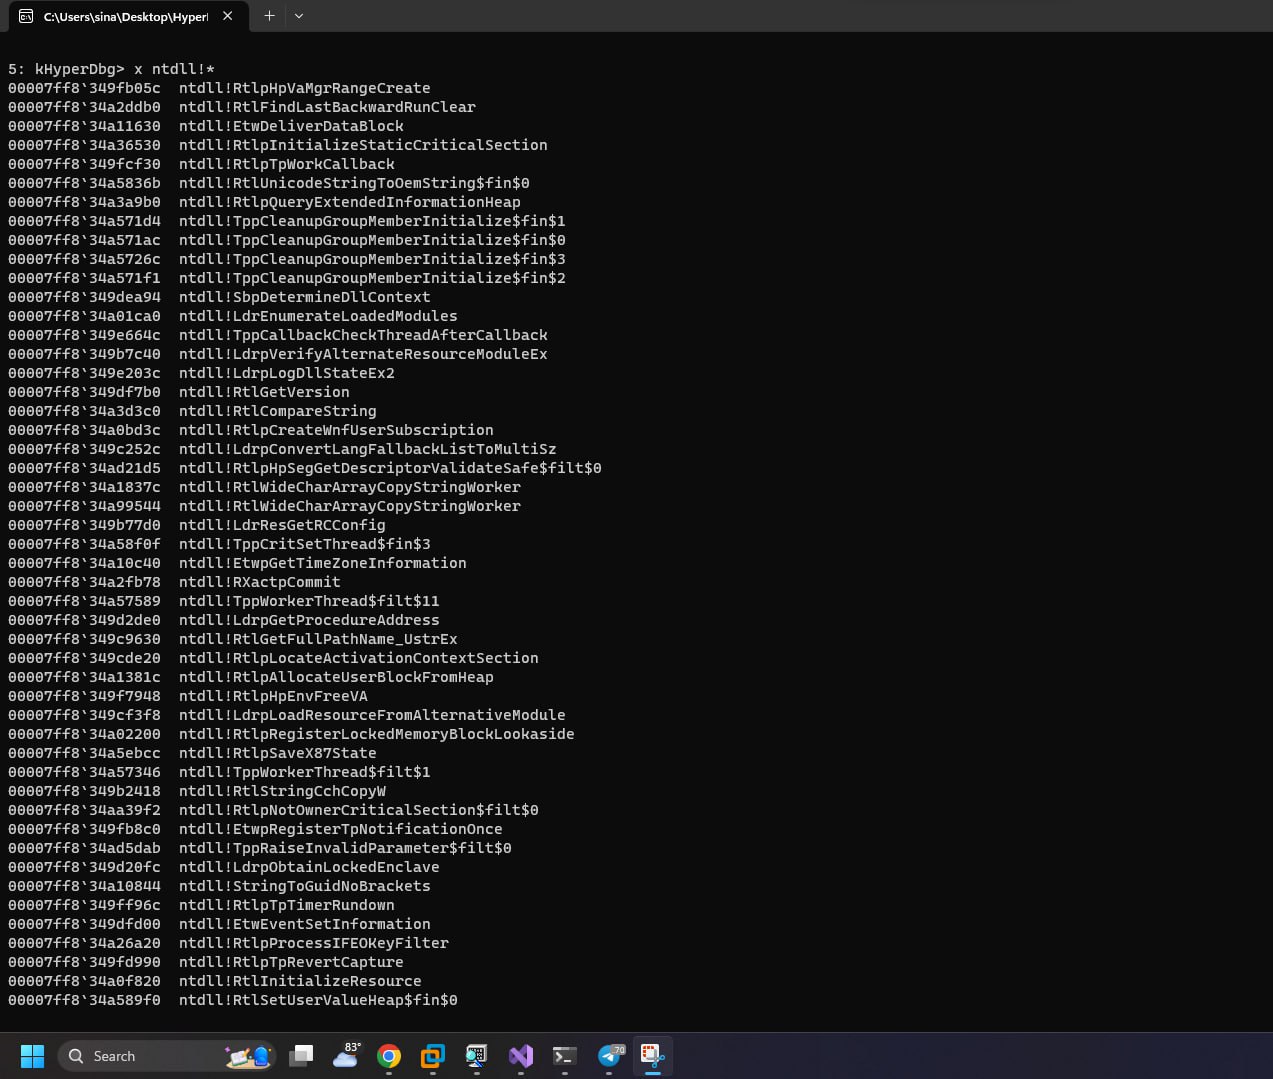 C:\Users\sina\Desktop\Hyper
5: kHyperDbg> x ntdll!*
00007ff8`349fb05c  ntdll!RtlpHpVaMgrRangeCreate
00007ff8`34a2ddb0  ntdll!RtlFindLastBackwardRunClear
00007ff8`34a11630  ntdll!EtwDeliverDataBlock
00007ff8`34a36530  ntdll!RtlpInitializeStaticCriticalSection
00007ff8`349fcf30  ntdll!RtlpTpWorkCallback
00007ff8`34a5836b  ntdll!RtlUnicodeStringToOemString$fin$0
00007ff8`34a3a9b0  ntdll!RtlpQueryExtendedInformationHeap
00007ff8`34a571d4  ntdll!TppCleanupGroupMemberInitialize$fin$1
00007ff8`34a571ac  ntdll!TppCleanupGroupMemberInitialize$fin$0
00007ff8`34a5726c  ntdll!TppCleanupGroupMemberInitialize$fin$3
00007ff8`34a571f1  ntdll!TppCleanupGroupMemberInitialize$fin$2
00007ff8`349dea94  ntdll!SbpDetermineDllContext
00007ff8`34a01ca0  ntdll!LdrEnumerateLoadedModules
00007ff8`349e664c  ntdll!TppCallbackCheckThreadAfterCallback
00007ff8`349b7c40  ntdll!LdrpVerifyAlternateResourceModuleEx
00007ff8`349e203c  ntdll!LdrpLogDllStateEx2
00007ff8`349df7b0  ntdll!RtlGetVersion
00007ff8`34a3d3c0  ntdll!RtlCompareString
00007ff8`34a0bd3c  ntdll!RtlpCreateWnfUserSubscription
00007ff8`349c252c  ntdll!LdrpConvertLangFallbackListToMultiSz
00007ff8`34ad21d5  ntdll!RtlpHpSegGetDescriptorValidateSafe$filt$0
00007ff8`34a1837c  ntdll!RtlWideCharArrayCopyStringWorker
00007ff8`34a99544  ntdll!RtlWideCharArrayCopyStringWorker
00007ff8`349b77d0  ntdll!LdrResGetRCConfig
00007ff8`34a58f0f  ntdll!TppCritSetThread$fin$3
00007ff8`34a10c40  ntdll!EtwpGetTimeZoneInformation
00007ff8`34a2fb78  ntdll!RXactpCommit
00007ff8`34a57589  ntdll!TppWorkerThread$filt$11
00007ff8`349d2de0  ntdll!LdrpGetProcedureAddress
00007ff8`349c9630  ntdll!RtlGetFullPathName_UstrEx
00007ff8`349cde20  ntdll!RtlpLocateActivationContextSection
00007ff8`34a1381c  ntdll!RtlpAllocateUserBlockFromHeap
00007ff8`349f7948  ntdll!RtlpHpEnvFreeVA
00007ff8`349cf3f8  ntdll!LdrpLoadResourceFromAlternativeModule
00007ff8`34a02200  ntdll!RtlpRegisterLockedMemoryBlockLookaside
00007ff8`34a5ebcc  ntdll!RtlpSaveX87State
00007ff8`34a57346  ntdll!TppWorkerThread$filt$1
00007ff8`349b2418  ntdll!RtlStringCchCopyW
00007ff8`34aa39f2  ntdll!RtlpNotOwnerCriticalSection$filt$0
00007ff8`349fb8c0  ntdll!EtwpRegisterTpNotificationOnce
00007ff8`34ad5dab  ntdll!TppRaiseInvalidParameter$filt$0
00007ff8`349d20fc  ntdll!LdrpObtainLockedEnclave
00007ff8`34a10844  ntdll!StringToGuidNoBrackets
00007ff8`349ff96c  ntdll!RtlpTpTimerRundown
00007ff8`349dfd00  ntdll!EtwEventSetInformation
00007ff8`34a26a20  ntdll!RtlpProcessIFEOKeyFilter
00007ff8`349fd990  ntdll!RtlpTpRevertCapture
00007ff8`34a0f820  ntdll!RtlInitializeResource
00007ff8`34a589f0  ntdll!RtlSetUserValueHeap$fin$0
Search
83°
70